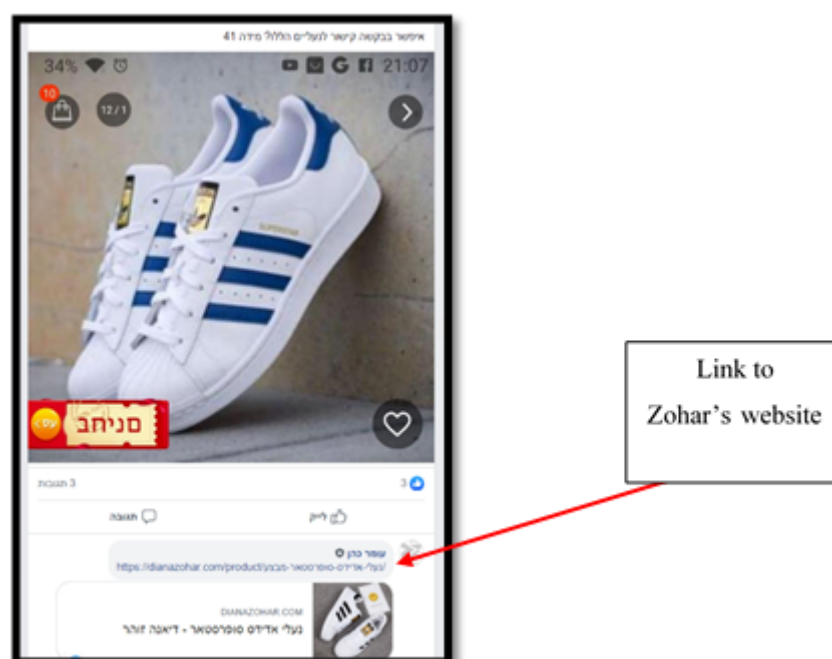 איפשר בבקשה קישור לנעליים הללו? מידה 41
34%
21:07
10
12/1
SUPERSTAR
סניחב
3 תגובות
3
לייק
תגובה
עומר כהן
https://dianazohar.com/product/נעלי-אדידס-סופרסטאר-מבצע/
DIANAZOHAR.COM
נעלי אדידס סופרסטאר - דיאנה זוהר
Link to
Zohar's website